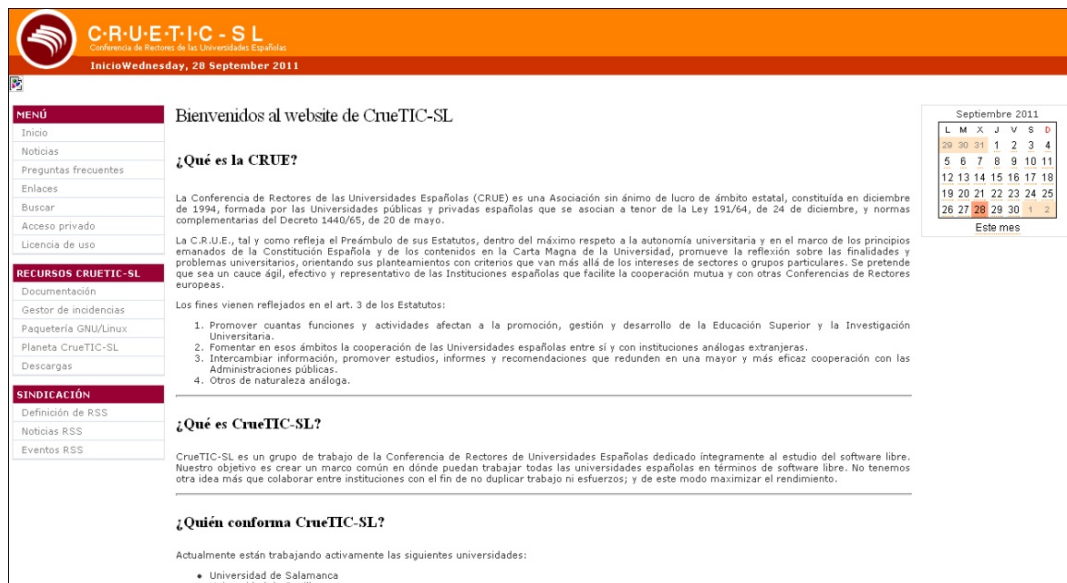 C·R·U·E·T·I·C - S L
Conferencia de Rectores de las Universidades Españolas
InicioWednesday, 28 September 2011
MENÚ
Inicio
Noticias
Preguntas frecuentes
Enlaces
Buscar
Acceso privado
Licencia de uso
RECURSOS CRUETIC-SL
Documentación
Gestor de incidencias
Paquetería GNU/Linux
Planeta CrueTIC-SL
Descargas
SINDICACIÓN
Definición de RSS
Noticias RSS
Eventos RSS
Bienvenidos al website de CrueTIC-SL
¿Qué es la CRUE?
La Conferencia de Rectores de las Universidades Españolas (CRUE) es una Asociación sin ánimo de lucro de ámbito estatal, constituída en diciembre
de 1994, formada por las Universidades públicas y privadas españolas que se asocian a tenor de la Ley 191/64, de 24 de diciembre, y normas
complementarias del Decreto 1440/65, de 20 de mayo.
La C.R.U.E., tal y como refleja el Preámbulo de sus Estatutos, dentro del máximo respeto a la autonomía universitaria y en el marco de los principios
emanados de la Constitución Española y de los contenidos en la Carta Magna de la Universidad, promueve la reflexión sobre las finalidades y
problemas universitarios, orientando sus planteamientos con criterios que van más allá de los intereses de sectores o grupos particulares. Se pretende
que sea un cauce ágil, efectivo y representativo de las Instituciones españolas que facilite la cooperación mutua y con otras Conferencias de Rectores
europeas.
Los fines vienen reflejados en el art. 3 de los Estatutos:
1. Promover cuantas funciones y actividades afectan a la promoción, gestión y desarrollo de la Educación Superior y la Investigación
Universitaria.
2. Fomentar en esos ámbitos la cooperación de las Universidades españolas entre sí y con instituciones análogas extranjeras.
3. Intercambiar información, promover estudios, informes y recomendaciones que redunden en una mayor y más eficaz cooperación con las
Administraciones públicas.
4. Otros de naturaleza análoga.
¿Qué es CrueTIC-SL?
CrueTIC-SL es un grupo de trabajo de la Conferencia de Rectores de Universidades Españolas dedicado íntegramente al estudio del software libre.
Nuestro objetivo es crear un marco común en dónde puedan trabajar todas las universidades españolas en términos de software libre. No tenemos
otra idea más que colaborar entre instituciones con el fin de no duplicar trabajo ni esfuerzos; y de este modo maximizar el rendimiento.
¿Quién conforma CrueTIC-SL?
Actualmente están trabajando activamente las siguientes universidades:
• Universidad de Salamanca
Septiembre 2011
L M X J V S D
29 30 31 1 2 3 4
5 6 7 8 9 10 11
12 13 14 15 16 17 18
19 20 21 22 23 24 25
26 27 28 29 30 1 2
Este mes